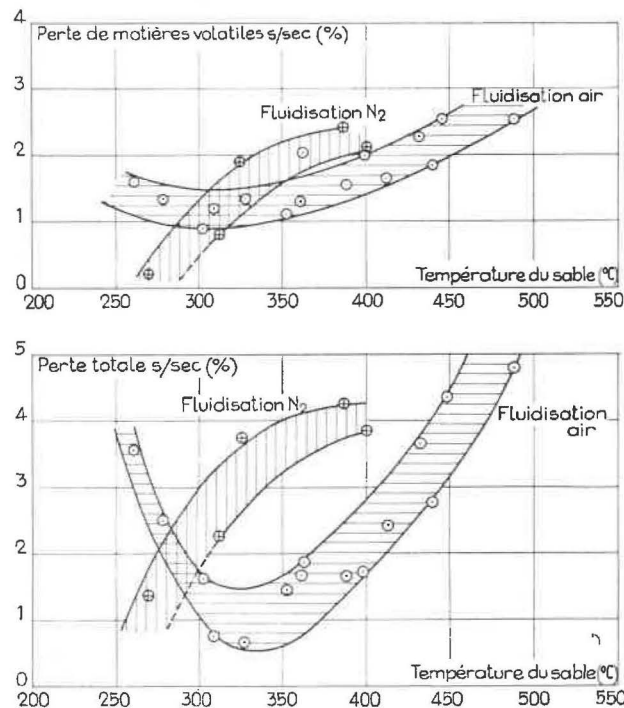 4
Perte de matières volatiles s/sec (%)
3
Fluidisation N2
Fluidisation air
2
1
Température du sable (°C)
0
200 250 300 350 400 450 500 550
5
Perte totale s/sec (%)
Fluidisation N2
4
Fluidisation
air
3
2
1
Température du sable (°C)
0
200 250 300 350 400 450 500 550